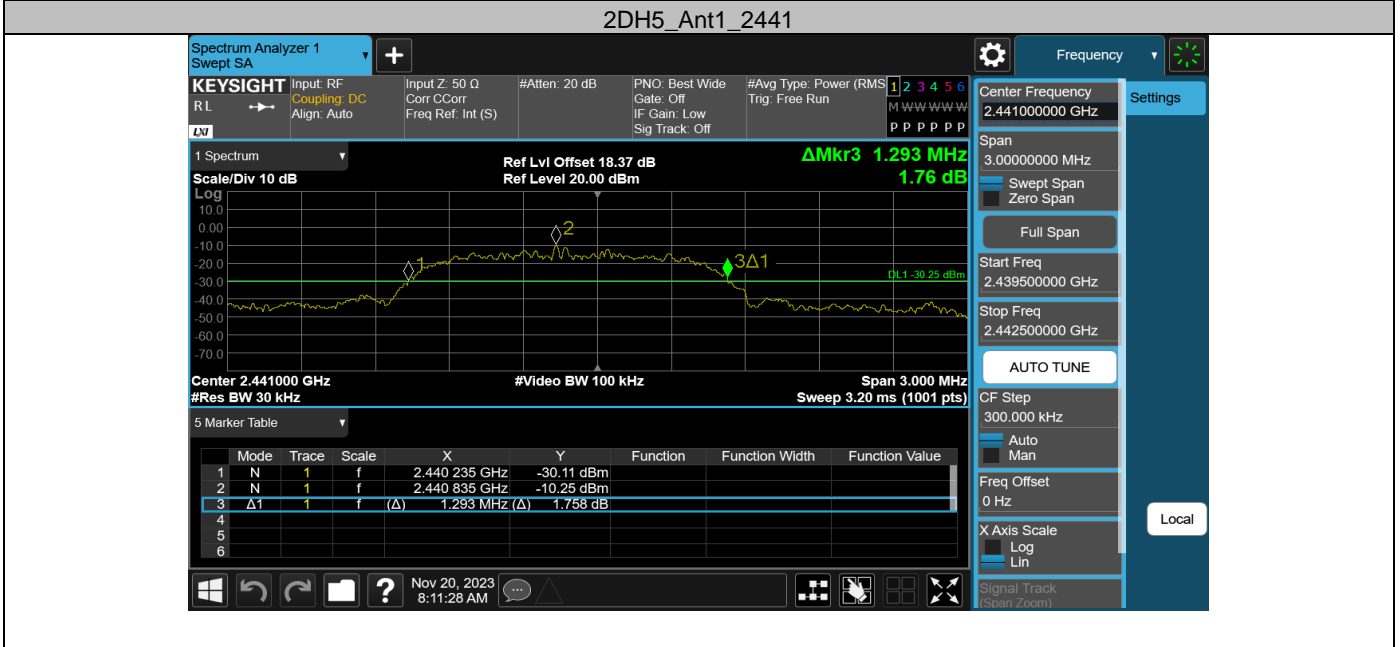 2DH5_Ant1_2441
Spectrum Analyzer 1
Swept SA
+
Frequency
KEYSIGHT
R L
LXI
Input: RF
Coupling: DC
Align: Auto
Input Z: 50 Ω
Corr CCorr
Freq Ref: Int (S)
#Atten: 20 dB
PNO: Best Wide
Gate: Off
IF Gain: Low
Sig Track: Off
#Avg Type: Power (RMS
Trig: Free Run
1 2 3 4 5 6
M W W W W W
P P P P P P
1 Spectrum
Scale/Div 10 dB
Ref Lvl Offset 18.37 dB
Ref Level 20.00 dBm
ΔMkr3 1.293 MHz
1.76 dB
Log
10.0
0.00
-10.0
-20.0
-30.0
-40.0
-50.0
-60.0
-70.0
1
2
3Δ1
DL1 -30.25 dBm
Center 2.441000 GHz
#Video BW 100 kHz
Span 3.000 MHz
#Res BW 30 kHz
Sweep 3.20 ms (1001 pts)
5 Marker Table
Mode Trace Scale X Y Function Function Width Function Value
1 N 1 f 2.440 235 GHz -30.11 dBm
2 N 1 f 2.440 835 GHz -10.25 dBm
3 Δ1 1 f (Δ) 1.293 MHz (Δ) 1.758 dB
4
5
6
?
Nov 20, 2023
8:11:28 AM
Center Frequency
2.441000000 GHz
Settings
Span
3.00000000 MHz
Swept Span
Zero Span
Full Span
Start Freq
2.439500000 GHz
Stop Freq
2.442500000 GHz
AUTO TUNE
CF Step
300.000 kHz
Auto
Man
Freq Offset
0 Hz
X Axis Scale
Log
Lin
Signal Track
(Span Zoom)
Local